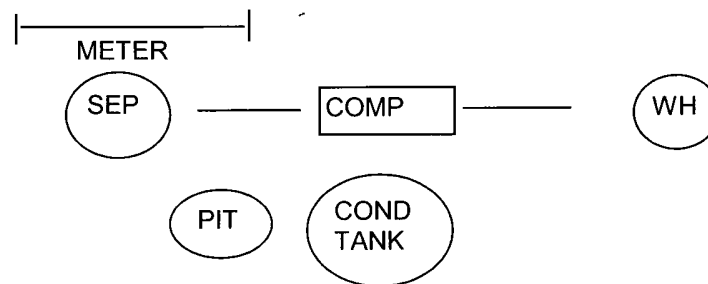 METER
SEP
COMP
WH
PIT
COND
TANK